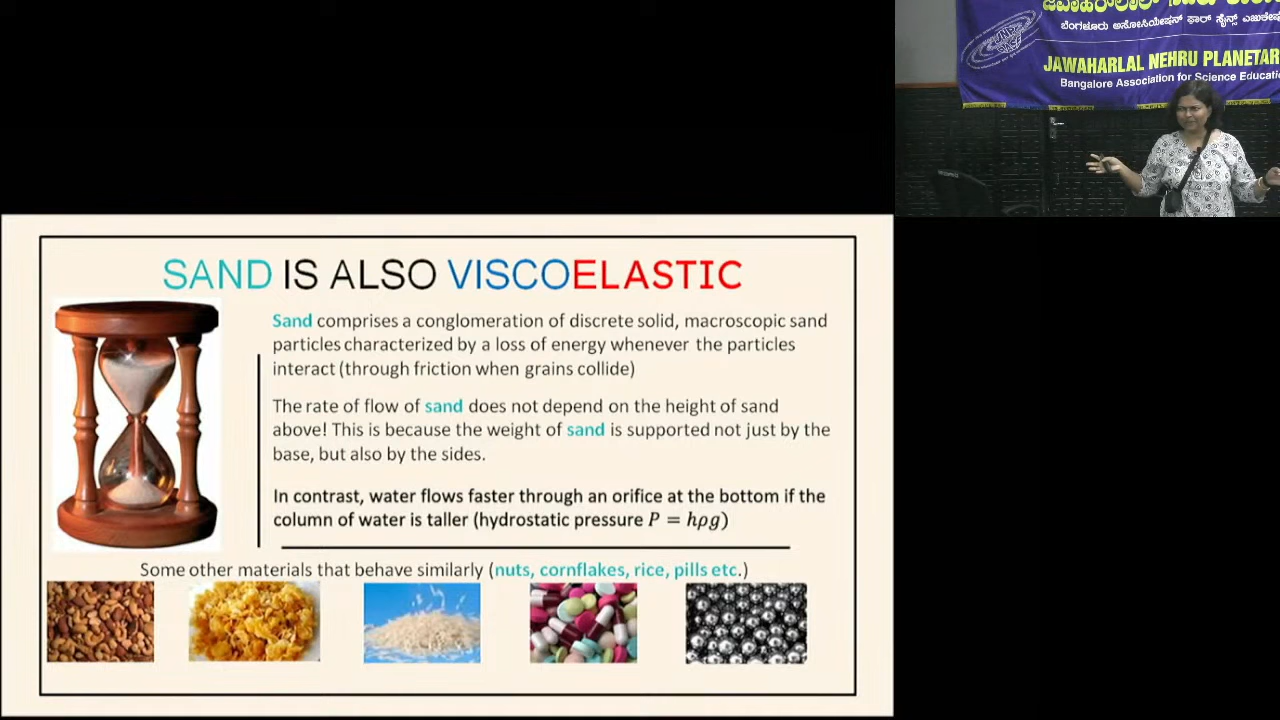 ಬೆಂಗಳೂರು ಅಸೋಸಿಯೇಷನ್ ಫಾರ್ ಸೈನ್ಸ್
JAWAHARLAL NEHRU PLANETAR
Bangalore Association for Science Educatio
SAND IS ALSO VISCOELASTIC
Sand comprises a conglomeration of discrete solid, macroscopic sand
particles characterized by a loss of energy whenever the particles
interact (through friction when grains collide)
The rate of flow of sand does not depend on the height of sand
above! This is because the weight of sand is supported not just by the
base, but also by the sides.
In contrast, water flows faster through an orifice at the bottom if the
column of water is taller (hydrostatic pressure P = hρg)
Some other materials that behave similarly (nuts, cornflakes, rice, pills etc.)